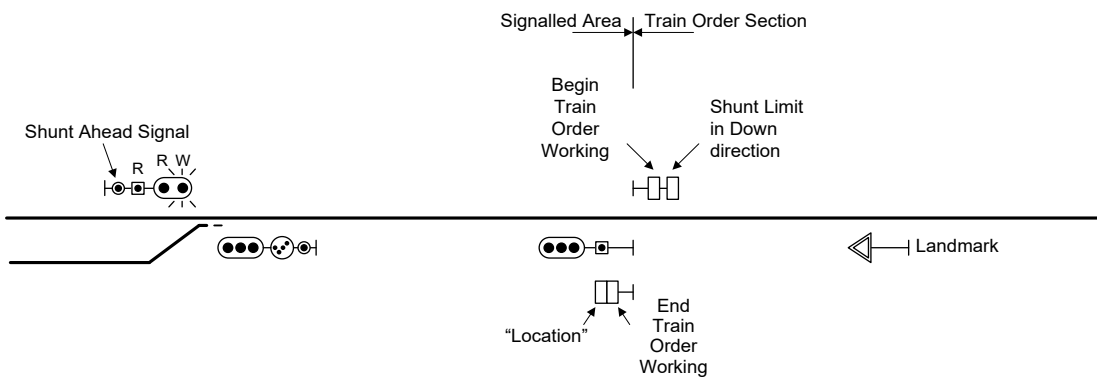 Signalled Area
Train Order Section
Begin
Train
Order
Working
Shunt Limit
in Down
direction
Shunt Ahead Signal
R
R W
Landmark
“Location”
End
Train
Order
Working